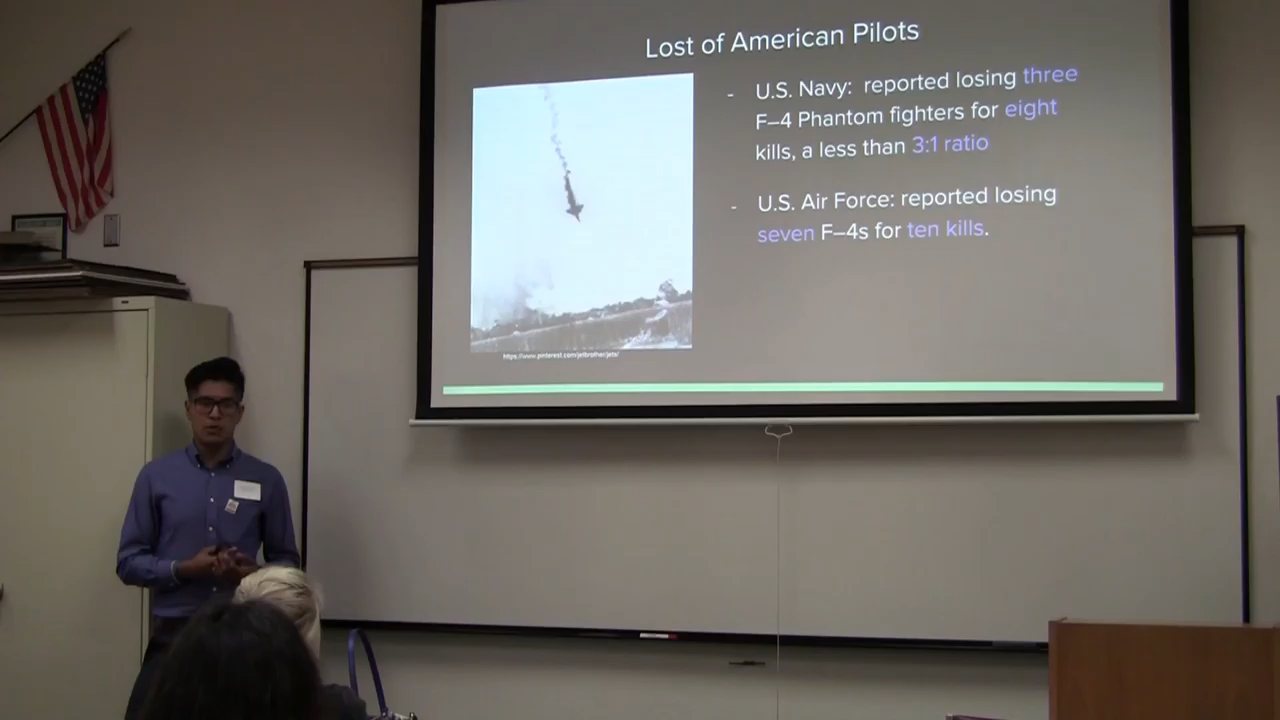 Lost of American Pilots
- U.S. Navy: reported losing three
F–4 Phantom fighters for eight
kills, a less than 3:1 ratio
- U.S. Air Force: reported losing
seven F–4s for ten kills.
https://www.pinterest.com/jetbrother/jets/